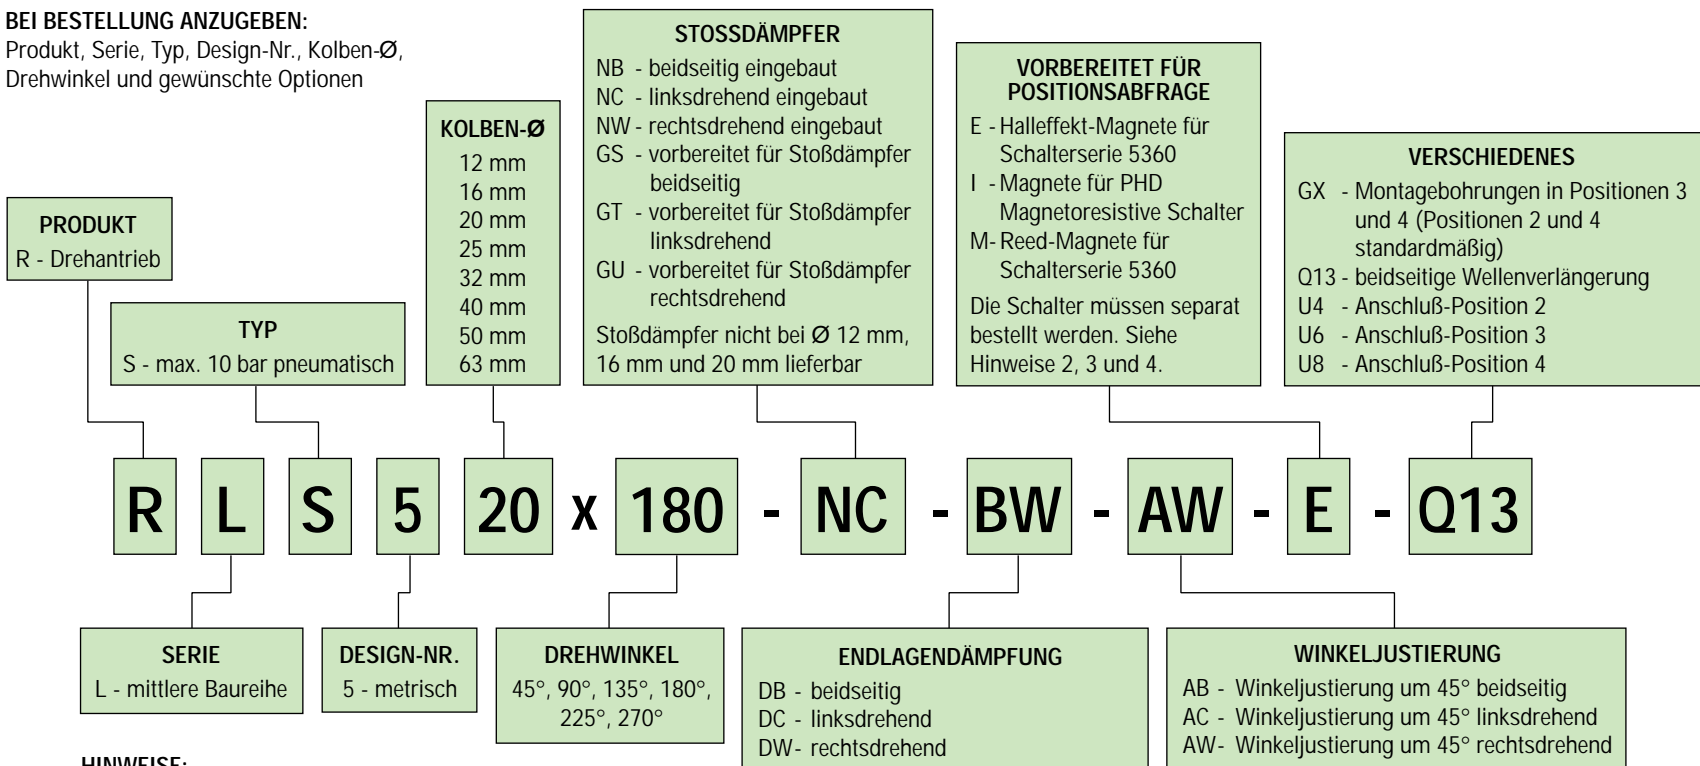 BEI BESTELLUNG ANZUGEBEN:
Produkt, Serie, Typ, Design-Nr., Kolben-Ø,
Drehwinkel und gewünschte Optionen
PRODUKT
R - Drehantrieb
TYP
S - max. 10 bar pneumatisch
KOLBEN-Ø
12 mm
16 mm
20 mm
25 mm
32 mm
40 mm
50 mm
63 mm
STOSSDÄMPFER
NB - beidseitig eingebaut
NC - linksdrehend eingebaut
NW - rechtsdrehend eingebaut
GS - vorbereitet für Stoßdämpfer
beidseitig
GT - vorbereitet für Stoßdämpfer
linksdrehend
GU - vorbereitet für Stoßdämpfer
rechtsdrehend
Stoßdämpfer nicht bei Ø 12 mm,
16 mm und 20 mm lieferbar
VORBEREITET FÜR
POSITIONSABFRAGE
E - Halleffekt-Magnete für
Schalterserie 5360
I - Magnete für PHD
Magnetoresistive Schalter
M- Reed-Magnete für
Schalterserie 5360
Die Schalter müssen separat
bestellt werden. Siehe
Hinweise 2, 3 und 4.
VERSCHIEDENES
GX - Montagebohrungen in Positionen 3
und 4 (Positionen 2 und 4
standardmäßig)
Q13 - beidseitige Wellenverlängerung
U4 - Anschluß-Position 2
U6 - Anschluß-Position 3
U8 - Anschluß-Position 4
R L S 5 20 x 180 - NC - BW - AW - E - Q13
SERIE
L - mittlere Baureihe
DESIGN-NR.
5 - metrisch
DREHWINKEL
45°, 90°, 135°, 180°,
225°, 270°
ENDLAGENDÄMPFUNG
DB - beidseitig
DC - linksdrehend
DW- rechtsdrehend
WINKELJUSTIERUNG
AB - Winkeljustierung um 45° beidseitig
AC - Winkeljustierung um 45° linksdrehend
AW- Winkeljustierung um 45° rechtsdrehend
HINWEISE: